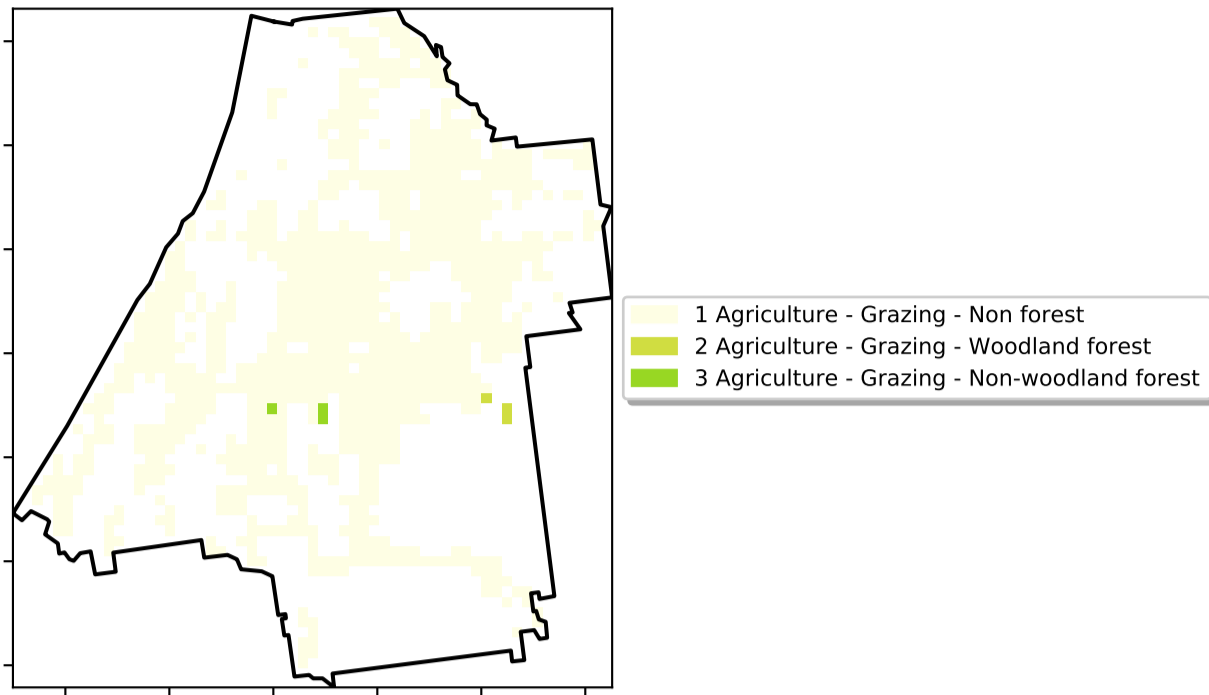 1 Agriculture - Grazing - Non forest
2 Agriculture - Grazing - Woodland forest
3 Agriculture - Grazing - Non-woodland forest